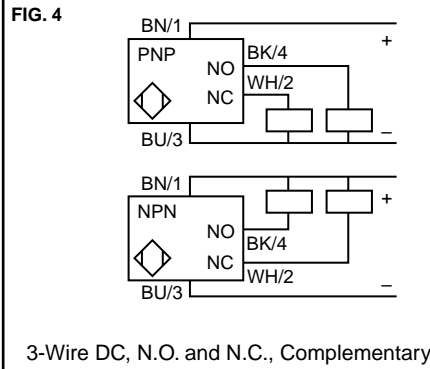 FIG. 4
BN/1
+
PNP
BK/4
NO
WH/2
NC
BU/3
–
BN/1
+
NPN
NO
BK/4
NC
WH/2
BU/3
–
3-Wire DC, N.O. and N.C., Complementary